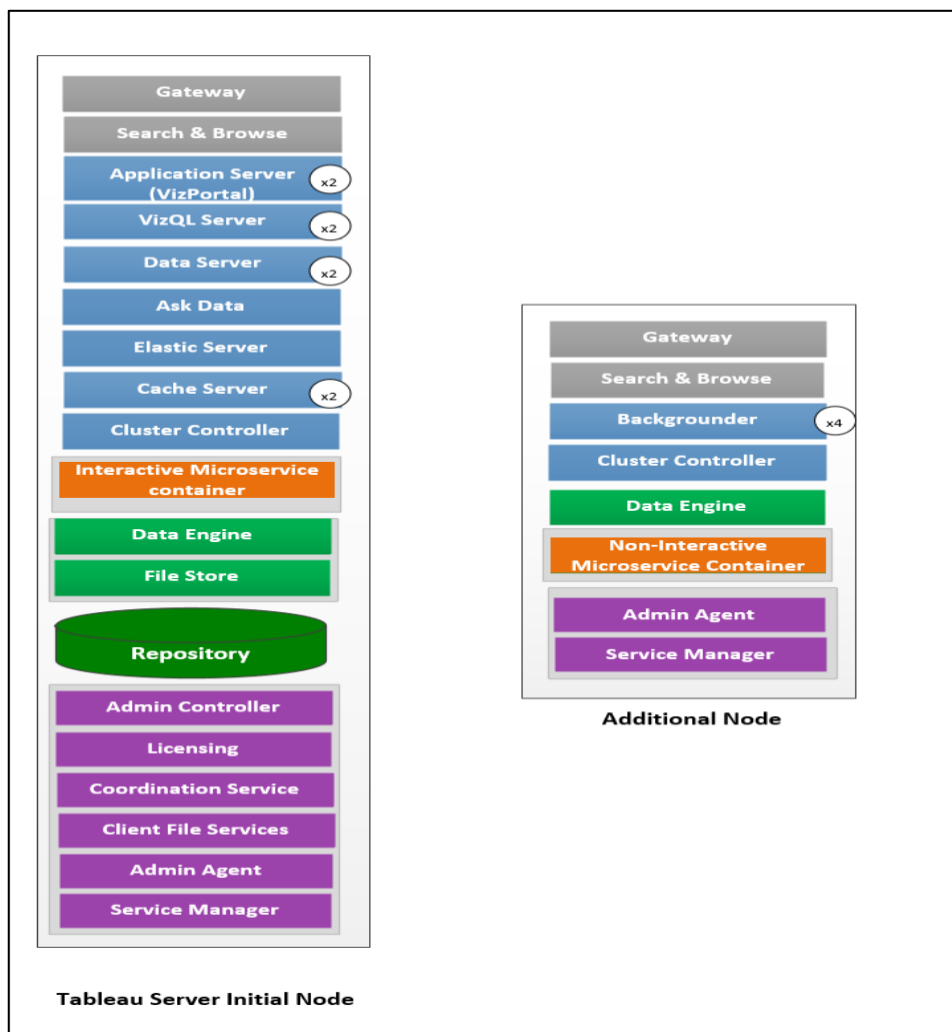 Gateway
Search & Browse
Application Server
(VizPortal)
x2
VizQL Server
x2
Data Server
x2
Ask Data
Elastic Server
Cache Server
x2
Cluster Controller
Interactive Microservice
container
Data Engine
File Store
Repository
Admin Controller
Licensing
Coordination Service
Client File Services
Admin Agent
Service Manager
Tableau Server Initial Node
Gateway
Search & Browse
Backgrounder
x4
Cluster Controller
Data Engine
Non-Interactive
Microservice Container
Admin Agent
Service Manager
Additional Node